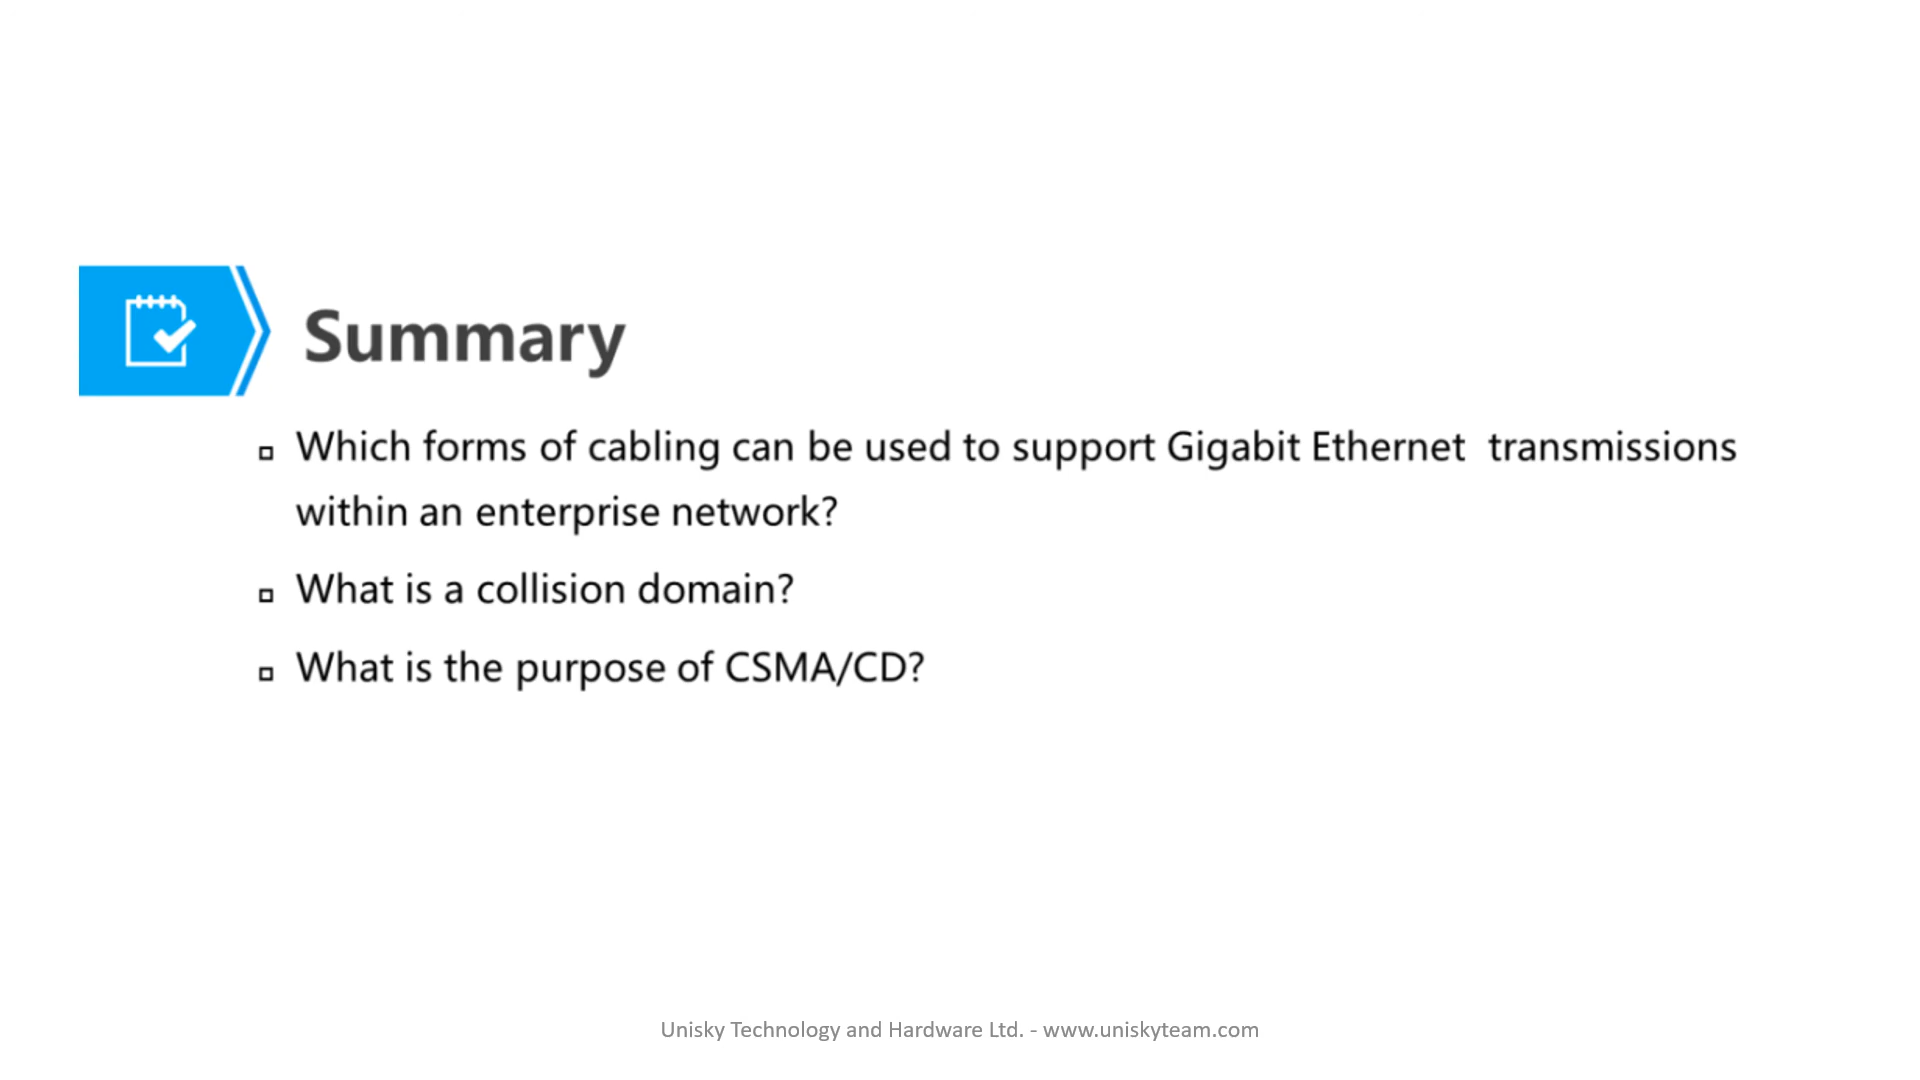 Summary
Which forms of cabling can be used to support Gigabit Ethernet transmissions
within an enterprise network?
What is a collision domain?
What is the purpose of CSMA/CD?
Unisky Technology and Hardware Ltd. - www.uniskyteam.com